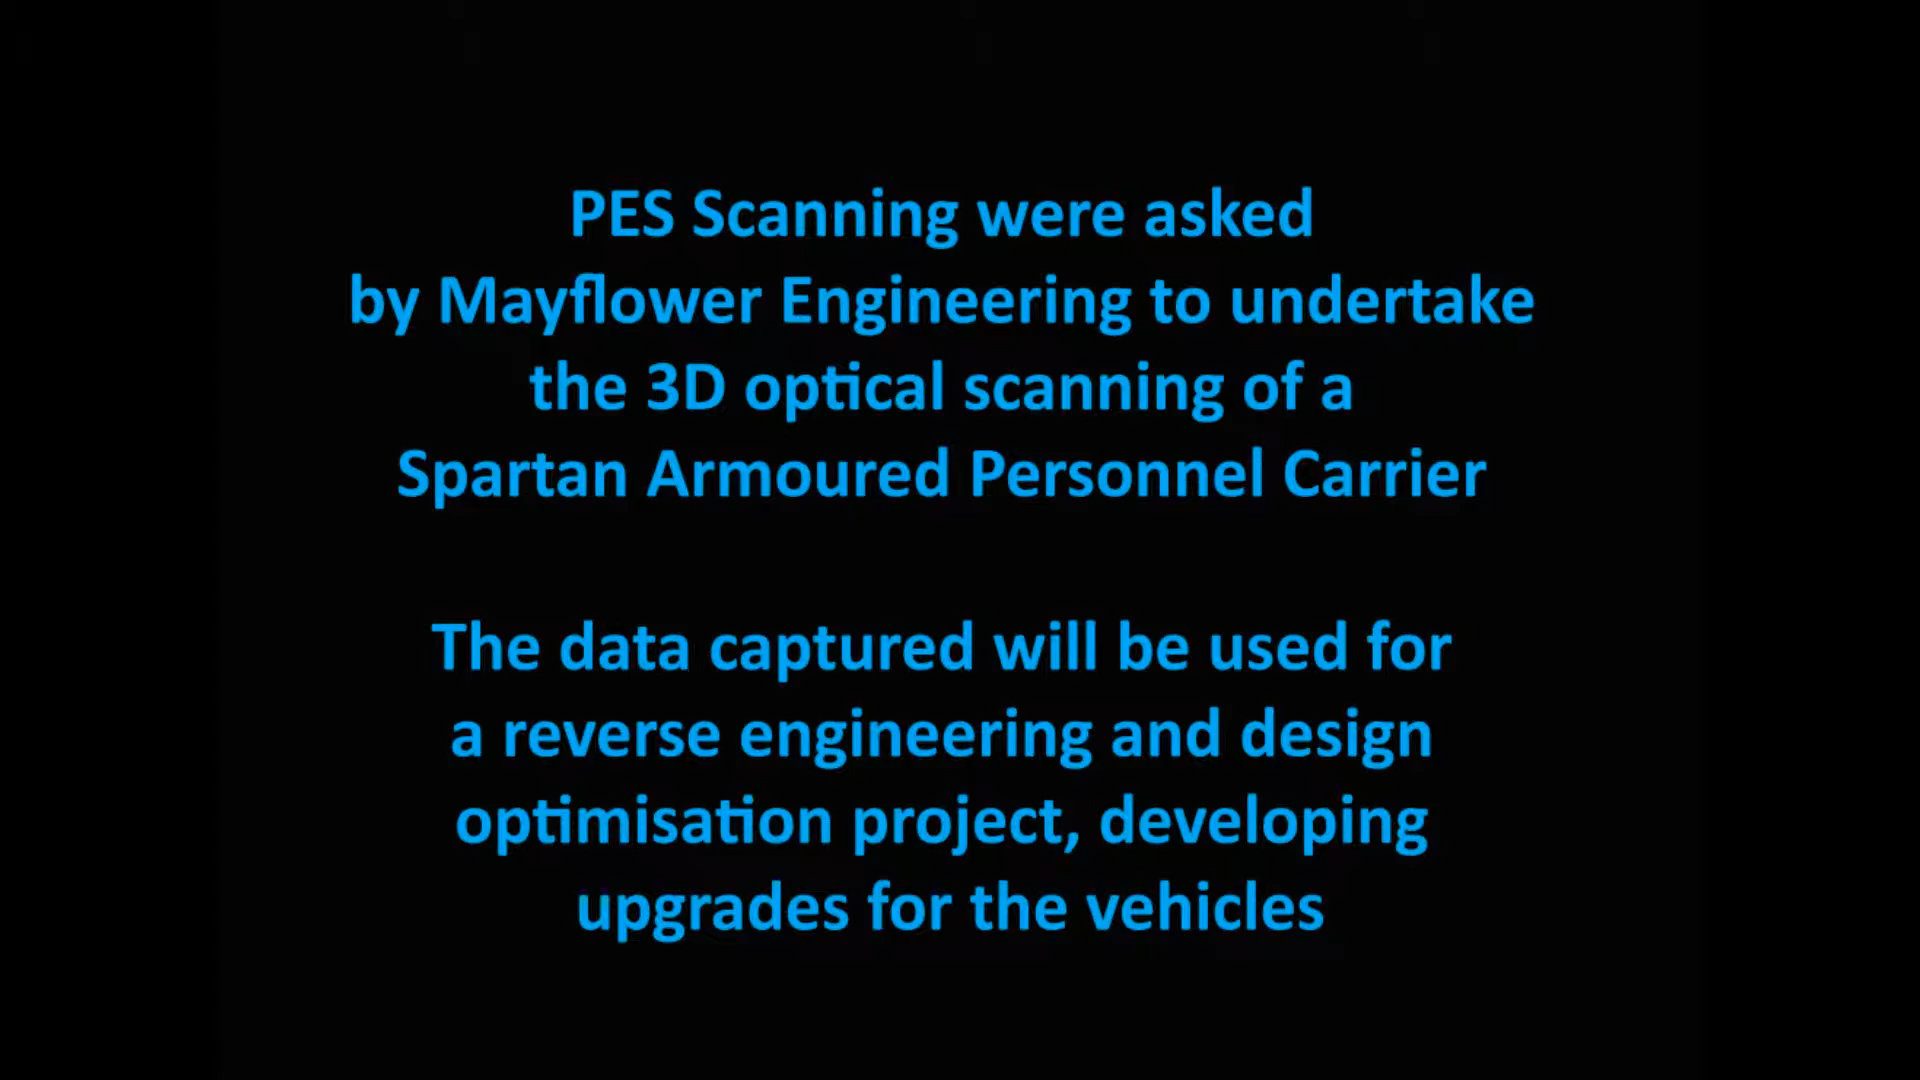 PES Scanning were asked
by Mayflower Engineering to undertake
the 3D optical scanning of a
Spartan Armoured Personnel Carrier
The data captured will be used for
a reverse engineering and design
optimisation project, developing
upgrades for the vehicles